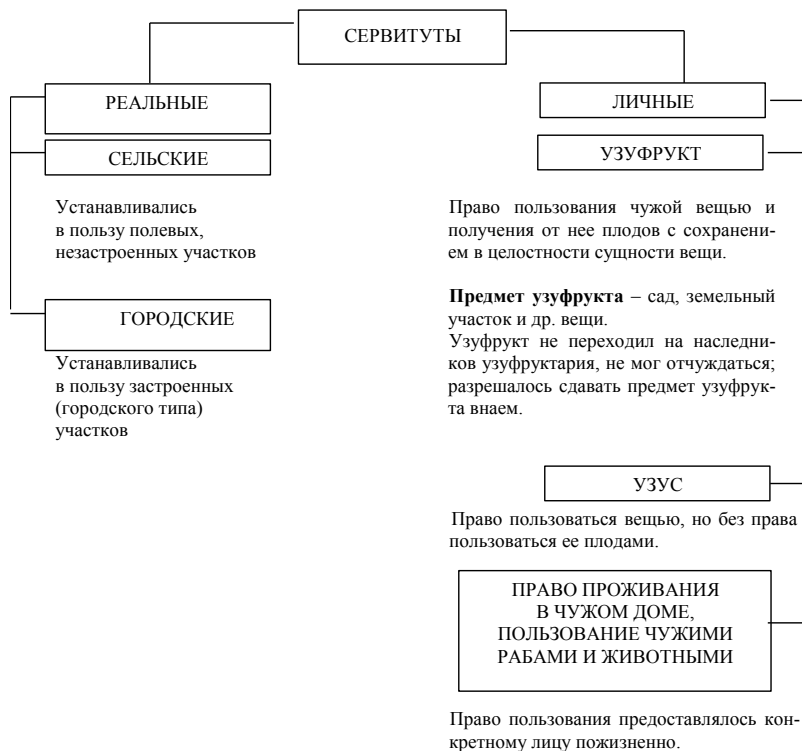 СЕРВИТУТЫ
РЕАЛЬНЫЕ
СЕЛЬСКИЕ
Устанавливались
в пользу полевых,
незастроенных участков
ГОРОДСКИЕ
Устанавливались
в пользу застроенных
(городского типа)
участков
ЛИЧНЫЕ
УЗУФРУКТ
Право пользования чужой вещью и
получения от нее плодов с сохранени-
ем в целостности сущности вещи.
Предмет узуфрукта – сад, земельный
участок и др. вещи.
Узуфрукт не переходил на наследни-
ков узуфруктария, не мог отчуждаться;
разрешалось сдавать предмет узуфрук-
та внаем.
УЗУС
Право пользоваться вещью, но без права
пользоваться ее плодами.
ПРАВО ПРОЖИВАНИЯ
В ЧУЖОМ ДОМЕ,
ПОЛЬЗОВАНИЕ ЧУЖИМИ
РАБАМИ И ЖИВОТНЫМИ
Право пользования предоставлялось кон-
кретному лицу пожизненно.